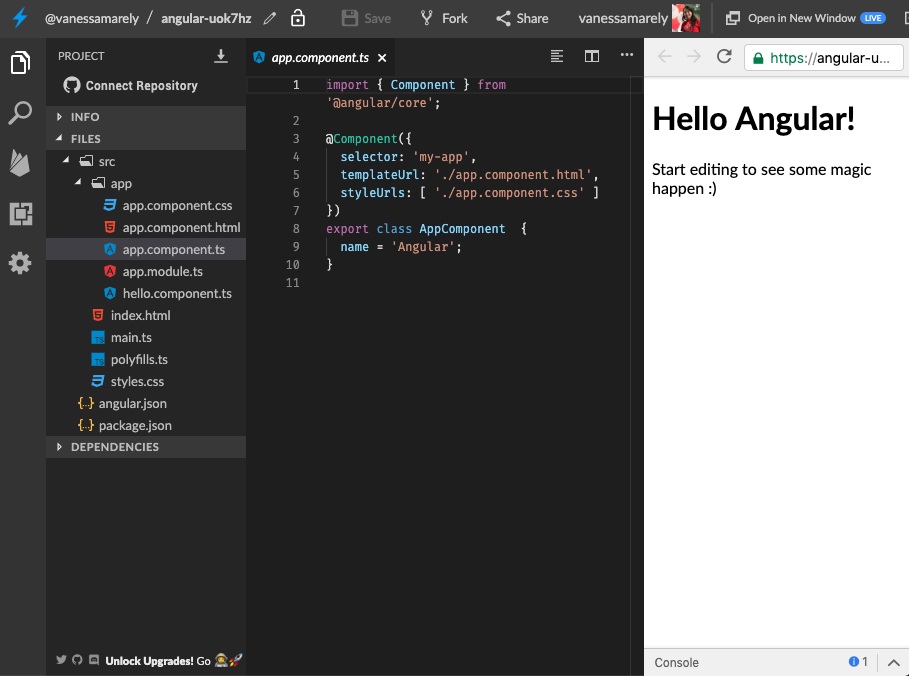 @vanessamarely / angular-uok7hz
Save
Fork
Share
vanessamarely
Open in New Window LIVE
PROJECT
Connect Repository
INFO
FILES
src
app
app.component.css
app.component.html
app.component.ts
app.module.ts
hello.component.ts
index.html
main.ts
polyfills.ts
styles.css
{..} angular.json
{..} package.json
DEPENDENCIES
Unlock Upgrades! Go
app.component.ts
1 import { Component } from
'@angular/core';
2
3 @Component({
4 selector: 'my-app',
5 templateUrl: './app.component.html',
6 styleUrls: [ './app.component.css' ]
7 })
8 export class AppComponent {
9 name = 'Angular';
10 }
11
https://angular-u...
Hello Angular!
Start editing to see some magic
happen :)
Console
1